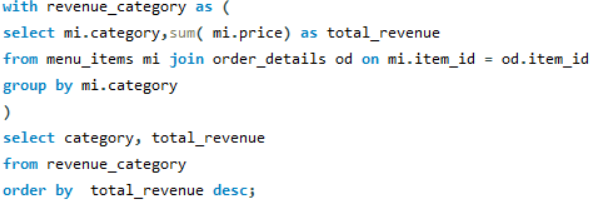 with revenue_category as (
select mi.category,sum( mi.price) as total_revenue
from menu_items mi join order_details od on mi.item_id = od.item_id
group by mi.category
)
select category, total_revenue
from revenue_category
order by  total_revenue desc;